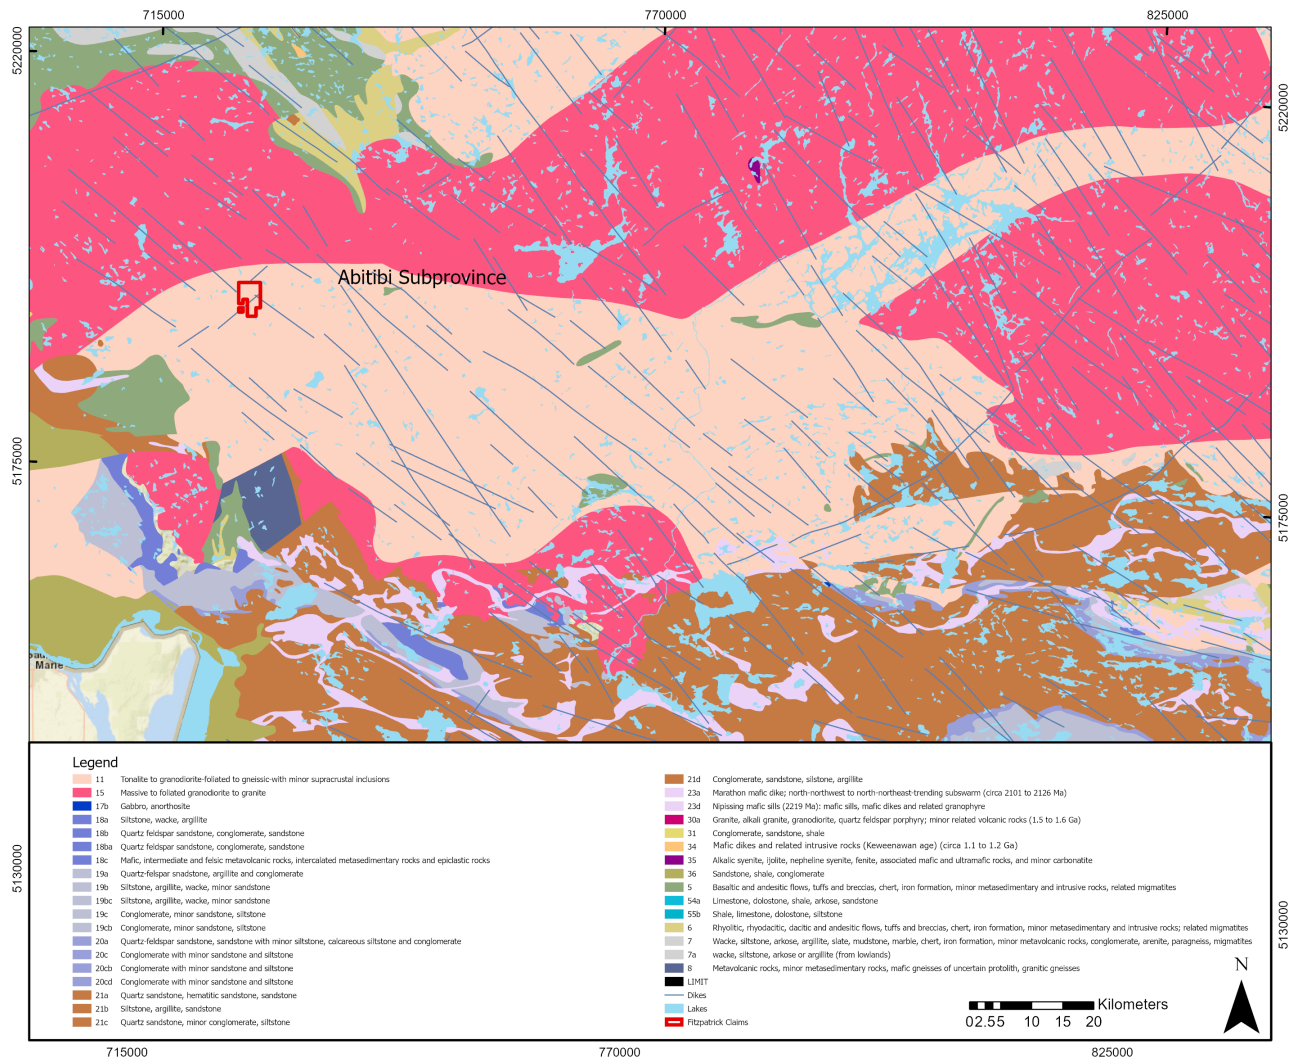 715000 770000 825000
5220000
5220000
Abitibi Subprovince
5175000
5175000
Marie
Legend
11 Tonalite to granodiorite-foliated to gneissic-with minor supracrustal inclusions
15 Massive to foliated granodiorite to granite
17b Gabbro, anorthosite
18a Siltstone, wacke, argillite
18b Quartz feldspar sandstone, conglomerate, sandstone
18ba Quartz feldspar sandstone, conglomerate, sandstone
18c Mafic, intermediate and felsic metavolcanic rocks, intercalated metasedimentary rocks and epiclastic rocks
19a Quartz-felspar snadstone, argillite and conglomerate
19b Siltstone, argillite, wacke, minor sandstone
19bc Siltstone, argillite, wacke, minor sandstone
19c Conglomerate, minor sandstone, siltstone
19cb Conglomerate, minor sandstone, siltstone
20a Quartz-feldspar sandstone, sandstone with minor siltstone, calcareous siltstone and conglomerate
20c Conglomerate with minor sandstone and siltstone
20cb Conglomerate with minor sandstone and siltstone
20cd Conglomerate with minor sandstone and siltstone
21a Quartz sandstone, hematitic sandstone, sandstone
21b Siltstone, argillite, sandstone
21c Quartz sandstone, minor conglomerate, siltstone
21d Conglomerate, sandstone, silstone, argillite
23a Marathon mafic dike; north-northwest to north-northeast-trending subswarm (circa 2101 to 2126 Ma)
23d Nipissing mafic sills (2219 Ma): mafic sills, mafic dikes and related granophyre
30a Granite, alkali granite, granodiorite, quartz feldspar porphyry; minor related volcanic rocks (1.5 to 1.6 Ga)
31 Conglomerate, sandstone, shale
34 Mafic dikes and related intrusive rocks (Keweenawan age) (circa 1.1 to 1.2 Ga)
35 Alkalic syenite, ijolite, nepheline syenite, fenite, associated mafic and ultramafic rocks, and minor carbonatite
36 Sandstone, shale, conglomerate
5 Basaltic and andesitic flows, tuffs and breccias, chert, iron formation, minor metasedimentary and intrusive rocks, related migmatites
54a Limestone, dolostone, shale, arkose, sandstone
55b Shale, limestone, dolostone, siltstone
6 Rhyolitic, rhyodacitic, dacitic and andesitic flows, tuffs and breccias, chert, iron formation, minor metasedimentary and intrusive rocks; related migmatites
7 Wacke, siltstone, arkose, argillite, slate, mudstone, marble, chert, iron formation, minor metavolcanic rocks, conglomerate, arenite, paragneiss, migmatites
7a wacke, siltstone, arkose or argillite (from lowlands)
8 Metavolcanic rocks, minor metasedimentary rocks, mafic gneisses of uncertain protolith, granitic gneisses
LIMIT
Dikes
Lakes
Fitzpatrick Claims
5130000
5130000
N
Kilometers
0 2.5 5 10 15 20
715000 770000 825000